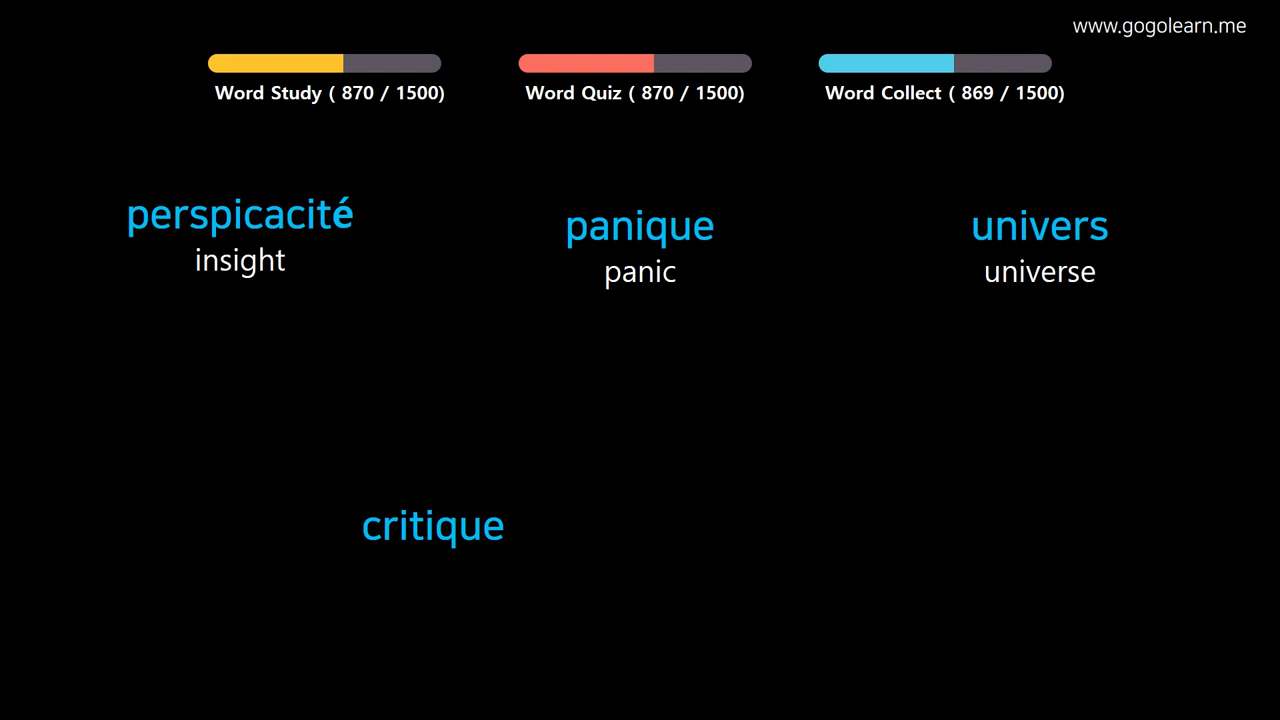 www.gogolearn.me
Word Study ( 870 / 1500)
Word Quiz ( 870 / 1500)
Word Collect ( 869 / 1500)
perspicacité
insight
panique
panic
univers
universe
critique